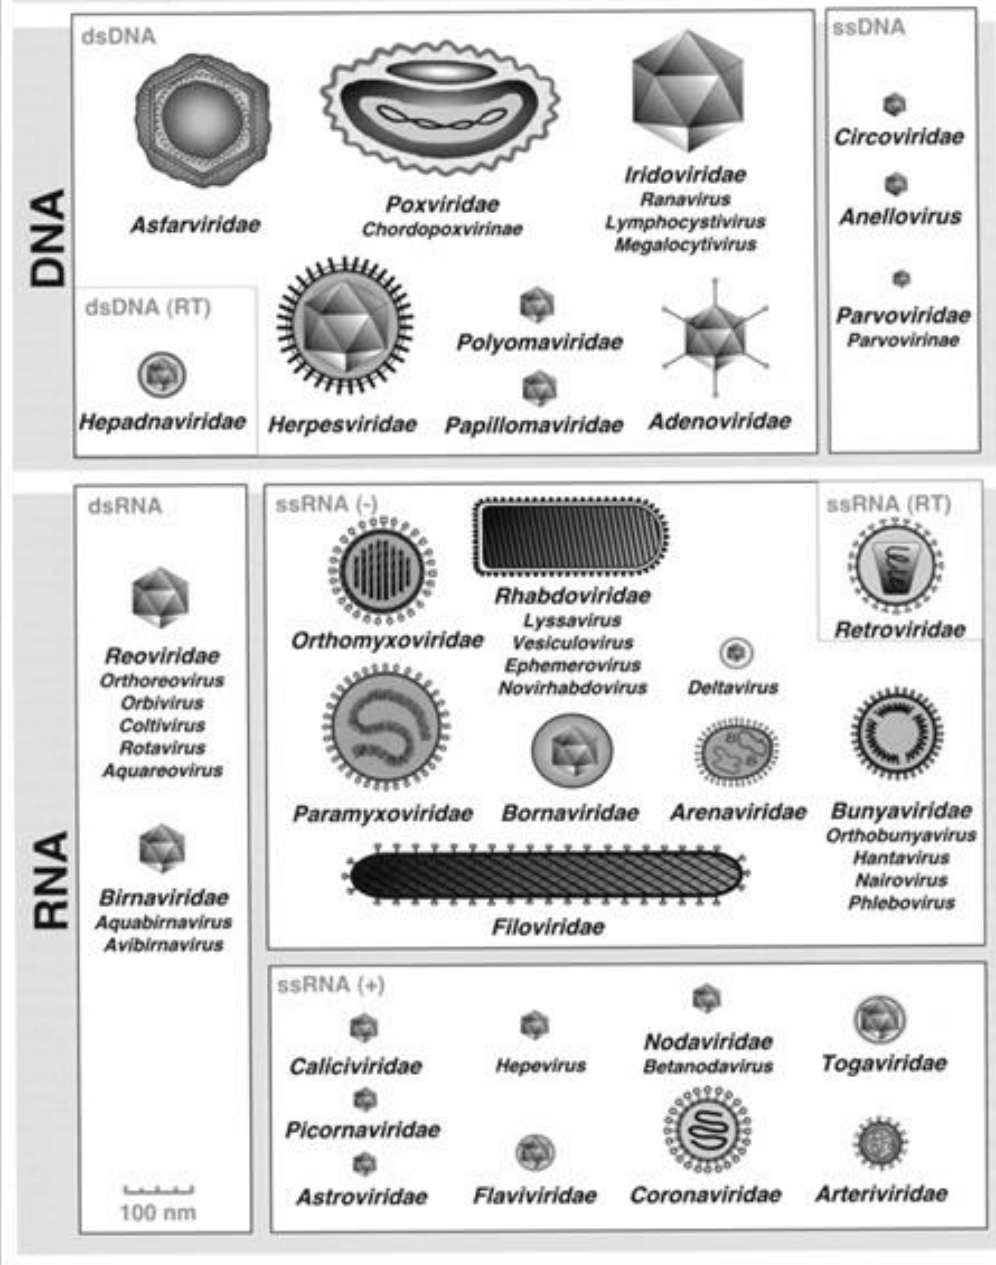 DNA
dsDNA
Asfarviridae
Poxviridae
Chordopoxvirinae
Iridoviridae
Ranavirus
Lymphocystivirus
Megalocytivirus
dsDNA (RT)
Hepadnaviridae
Herpesviridae
Polyomaviridae
Papillomaviridae
Adenoviridae
ssDNA
Circoviridae
Anellovirus
Parvoviridae
Parvovirinae
RNA
dsRNA
Reoviridae
Orthoreovirus
Orbivirus
Coltivirus
Rotavirus
Aquareovirus
Birnaviridae
Aquabirnavirus
Avibirnavirus
100 nm
ssRNA (-)
Orthomyxoviridae
Rhabdoviridae
Lyssavirus
Vesiculovirus
Ephemerovirus
Novirhabdovirus
Deltavirus
Paramyxoviridae
Bornaviridae
Arenaviridae
Bunyaviridae
Orthobunyavirus
Hantavirus
Nairovirus
Phlebovirus
Filoviridae
ssRNA (RT)
Retroviridae
ssRNA (+)
Caliciviridae
Hepevirus
Nodaviridae
Betanodavirus
Togaviridae
Picornaviridae
Astroviridae
Flaviviridae
Coronaviridae
Arteriviridae